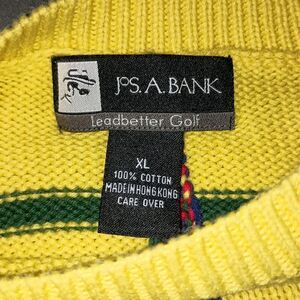 JOS. A. BANK
Leadbetter Golf
XL
100% COTTON
MADE IN HONG KONG
CARE OVER